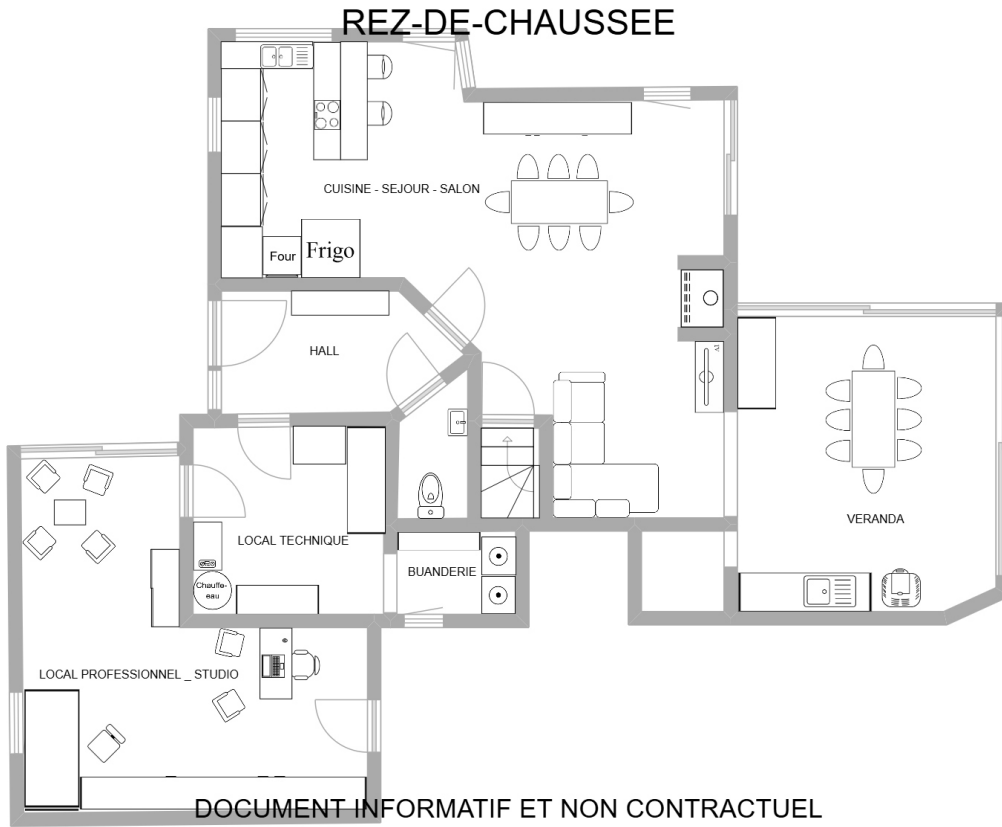 REZ-DE-CHAUSSEE
CUISINE - SEJOUR - SALON
Four
Frigo
HALL
LOCAL TECHNIQUE
VERANDA
BUANDERIE
Chauffe-
eau
LOCAL PROFESSIONNEL _ STUDIO
DOCUMENT INFORMATIF ET NON CONTRACTUEL